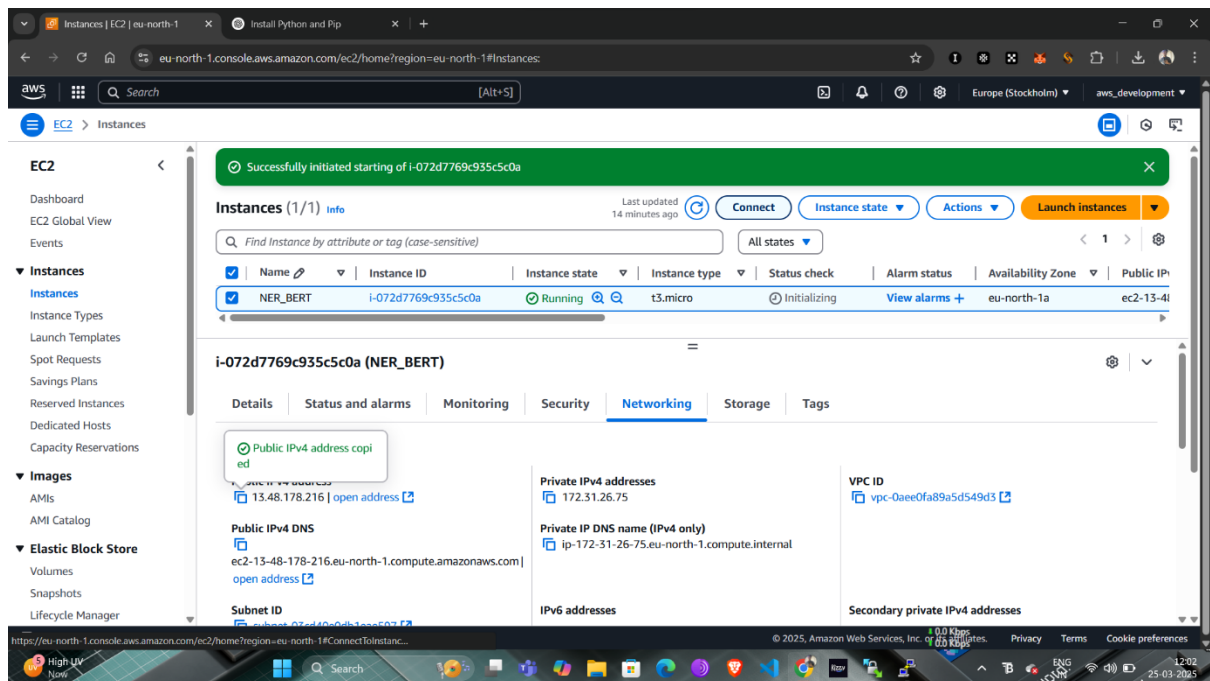 Instances | EC2 | eu-north-1
Install Python and Pip
eu-north-1.console.aws.amazon.com/ec2/home?region=eu-north-1#Instances:
aws
Search
[Alt+S]
Europe (Stockholm)
aws_development
EC2 > Instances
EC2
Dashboard
EC2 Global View
Events
Instances
Instances
Instance Types
Launch Templates
Spot Requests
Savings Plans
Reserved Instances
Dedicated Hosts
Capacity Reservations
Images
AMIs
AMI Catalog
Elastic Block Store
Volumes
Snapshots
Lifecycle Manager
Successfully initiated starting of i-072d7769c935c5c0a
Instances (1/1) Info
Last updated
14 minutes ago
Connect
Instance state
Actions
Launch instances
Find Instance by attribute or tag (case-sensitive)
All states
1
Name
Instance ID
Instance state
Instance type
Status check
Alarm status
Availability Zone
Public IP
NER_BERT
i-072d7769c935c5c0a
Running
t3.micro
Initializing
View alarms +
eu-north-1a
ec2-13-48
i-072d7769c935c5c0a (NER_BERT)
Details
Status and alarms
Monitoring
Security
Networking
Storage
Tags
Public IPv4 address copi
ed
13.48.178.216 | open address
Public IPv4 DNS
ec2-13-48-178-216.eu-north-1.compute.amazonaws.com |
open address
Subnet ID
Private IPv4 addresses
172.31.26.75
Private IP DNS name (IPv4 only)
ip-172-31-26-75.eu-north-1.compute.internal
IPv6 addresses
VPC ID
vpc-0aee0fa89a5d549d3
Secondary private IPv4 addresses
https://eu-north-1.console.aws.amazon.com/ec2/home?region=eu-north-1#ConnectToInstanc...
© 2025, Amazon Web Services, Inc. or its affiliates.
0.0 Kbps
0.0 Kbps
Privacy
Terms
Cookie preferences
High UV
Now
Search
ENG
12:02
25-03-2025